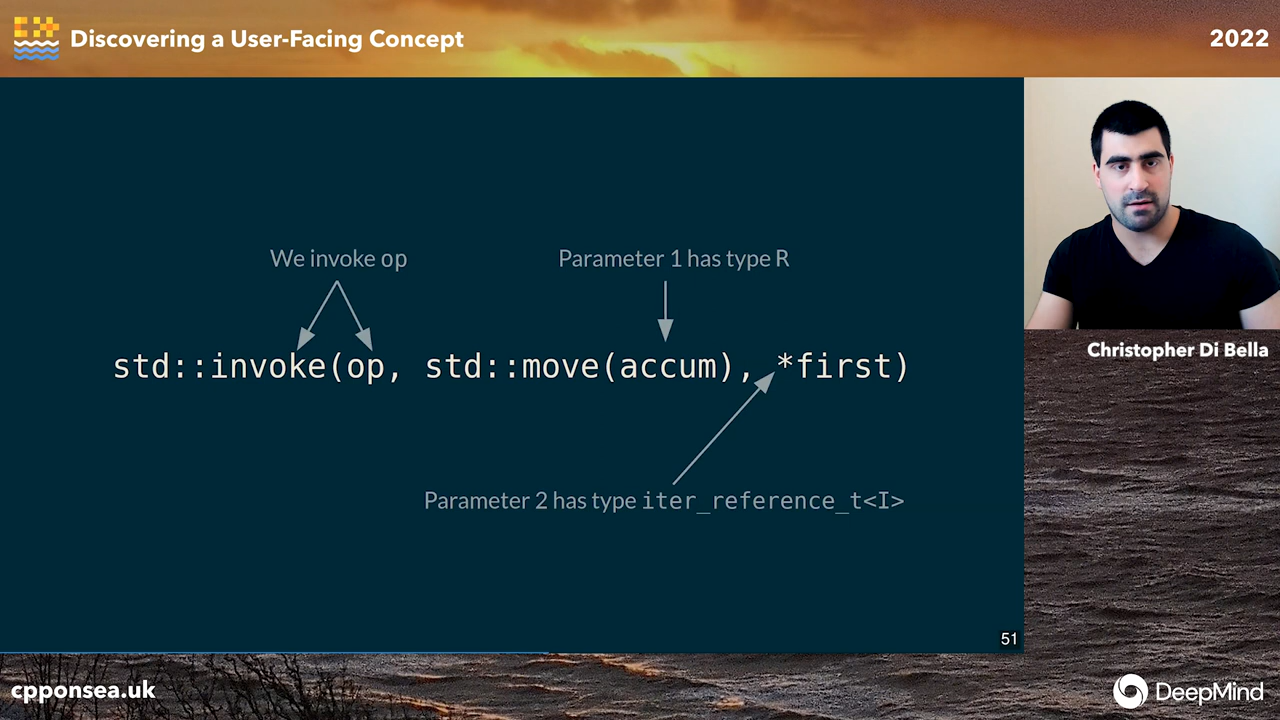 Discovering a User-Facing Concept
2022
We invoke op
Parameter 1 has type R
std::invoke(op, std::move(accum), *first)
Parameter 2 has type iter_reference_t<I>
51
Christopher Di Bella
cpponsea.uk
DeepMind